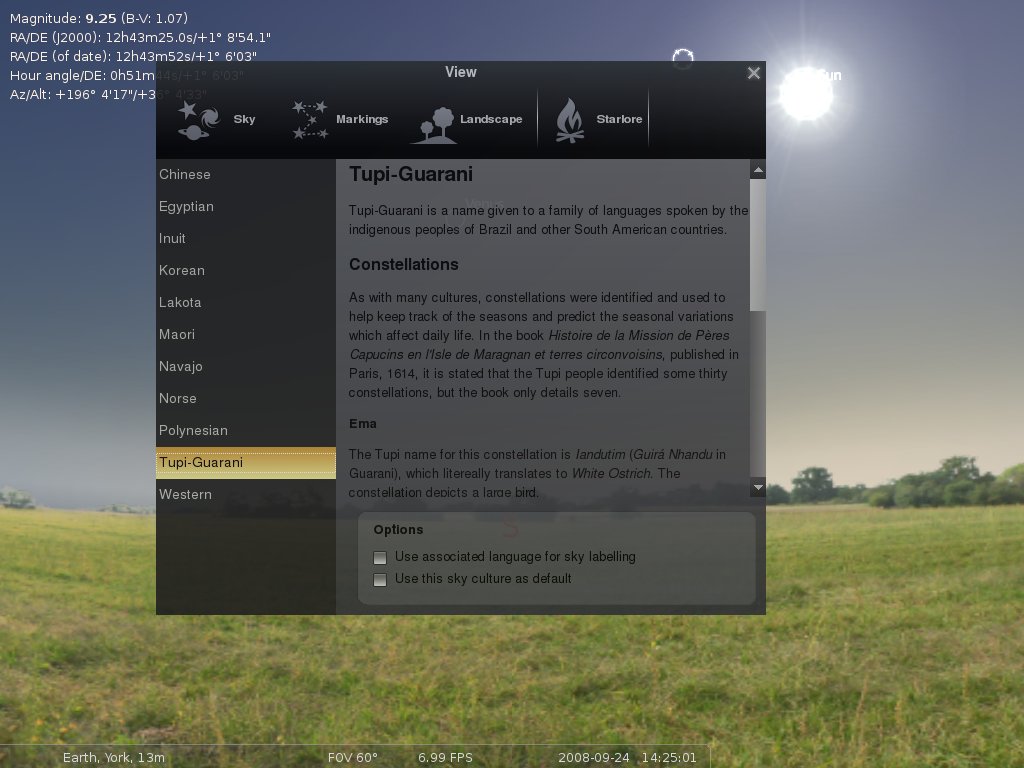 Magnitude: 9.25 (B-V: 1.07)
RA/DE (J2000): 12h43m25.0s/+1° 8'54.1"
RA/DE (of date): 12h43m52s/+1° 6'03"
Hour angle/DE: 0h51m44s/+1° 6'03"
Az/Alt: +196° 4'17"/+35° 4'33"
Sun
View
Sky
Markings
Landscape
Starlore
Chinese
Egyptian
Inuit
Korean
Lakota
Maori
Navajo
Norse
Polynesian
Tupi-Guarani
Western
Tupi-Guarani
Venus
Tupi-Guarani is a name given to a family of languages spoken by the
indigenous peoples of Brazil and other South American countries.
Constellations
As with many cultures, constellations were identified and used to
help keep track of the seasons and predict the seasonal variations
which affect daily life. In the book Histoire de la Mission de Pères
Capucins en l'Isle de Maragnan et terres circonvoisins, published in
Paris, 1614, it is stated that the Tupi people identified some thirty
constellations, but the book only details seven.
Ema
The Tupi name for this constellation is Iandutim (Guirá Nhandu in
Guarani), which litereally translates to White Ostrich. The
constellation depicts a large bird.
S
Options
Use associated language for sky labelling
Use this sky culture as default
Earth, York, 13m
FOV 60°
6.99 FPS
2008-09-24 14:25:01